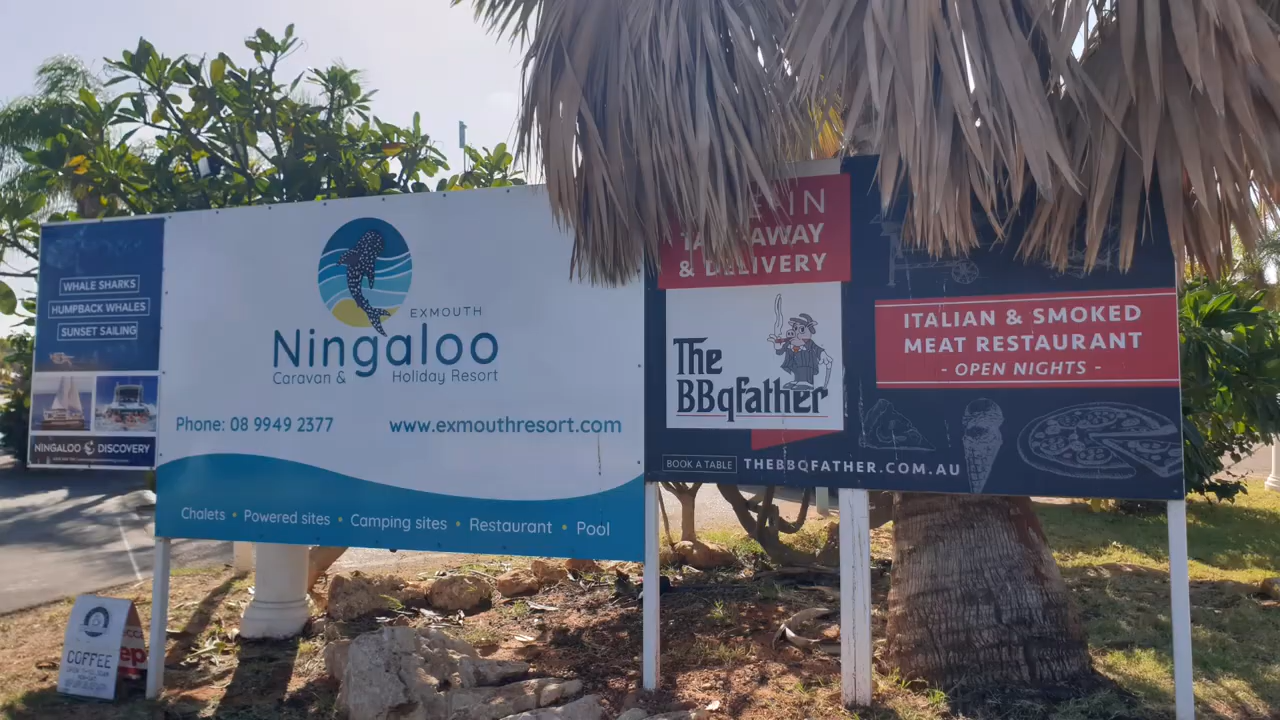 WHALE SHARKS
HUMPBACK WHALES
SUNSET SAILING
NINGALOO DISCOVERY
EXMOUTH
Ningaloo
Caravan & Holiday Resort
Phone: 08 9949 2377
www.exmouthresort.com
Chalets • Powered sites • Camping sites • Restaurant • Pool
IN
& DELIVERY
The
BBqfather
BOOK A TABLE THEBBQFATHER.COM.AU
ITALIAN & SMOKED
MEAT RESTAURANT
- OPEN NIGHTS -
COFFEE